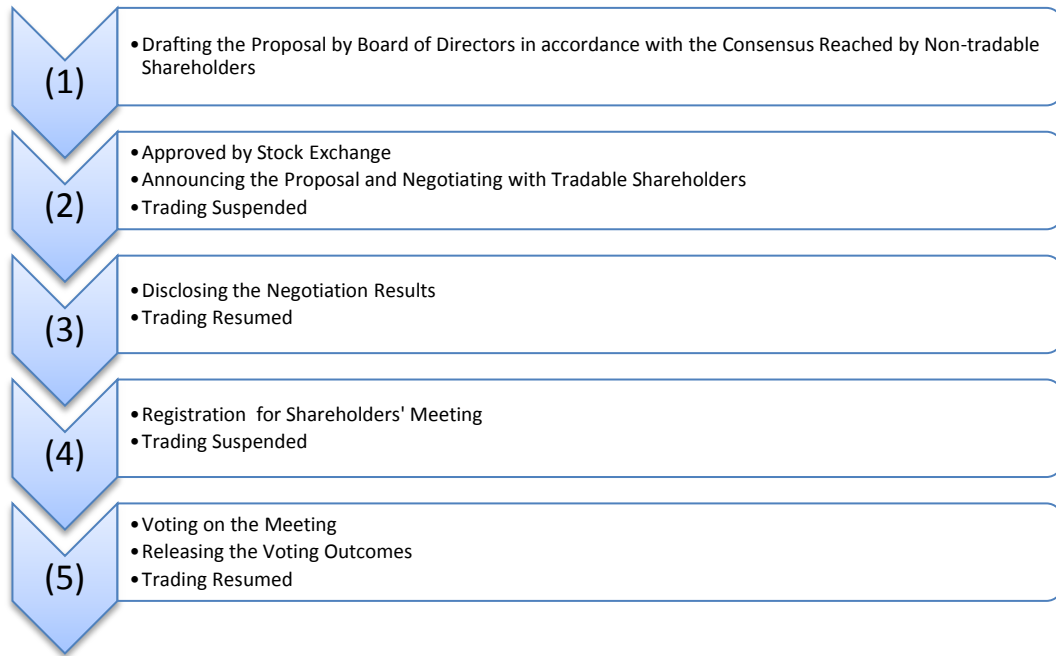 (1)
•Drafting the Proposal by Board of Directors in accordance with the Consensus Reached by Non-tradable
Shareholders
(2)
•Approved by Stock Exchange
•Announcing the Proposal and Negotiating with Tradable Shareholders
•Trading Suspended
(3)
•Disclosing the Negotiation Results
•Trading Resumed
(4)
•Registration for Shareholders' Meeting
•Trading Suspended
(5)
•Voting on the Meeting
•Releasing the Voting Outcomes
•Trading Resumed